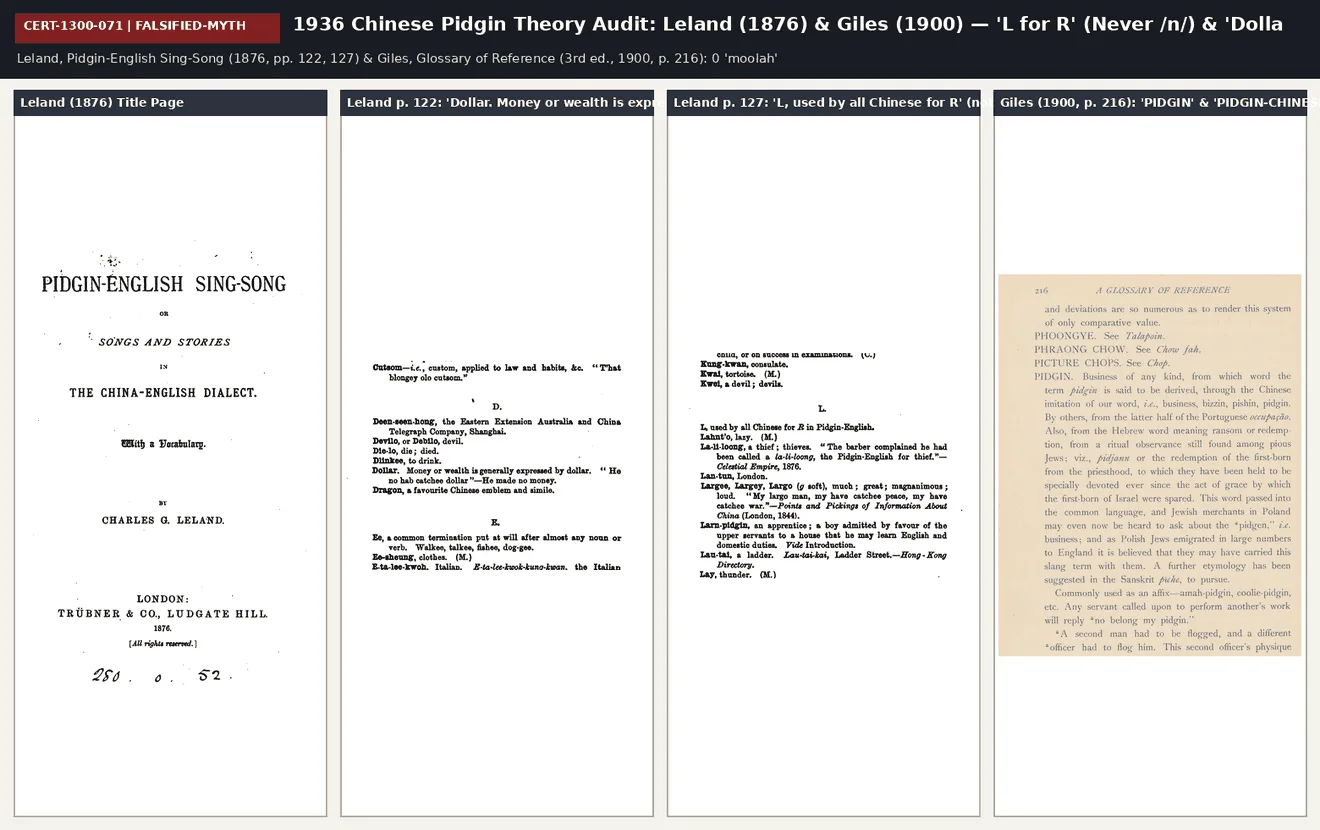 CERT-1300-071 | FALSIFIED-MYTH
1936 Chinese Pidgin Theory Audit: Leland (1876) & Giles (1900) — 'L for R' (Never /n/) & 'Dolla
Leland, Pidgin-English Sing-Song (1876, pp. 122, 127) & Giles, Glossary of Reference (3rd ed., 1900, p. 216): 0 'moolah'
Leland (1876) Title Page
PIDGIN-ENGLISH SING-SONG
OR
SONGS AND STORIES
IN
THE CHINA-ENGLISH DIALECT.
With a Vocabulary.
BY
CHARLES G. LELAND.
LONDON:
TRÜBNER & CO., LUDGATE HILL.
1876.
[All rights reserved.]
280 . o . 52 .
Leland p. 122: 'Dollar. Money or wealth is expr
Cutsom—i.e., custom, applied to law and habits, &c. "That
blongey olo cutsom."
D.
Deen-seen-hong, the Eastern Extension Australia and China
Telegraph Company, Shanghai.
Devilo, or Debilo, devil.
Die-lo, die; died.
Dlinkee, to drink.
Dollar. Money or wealth is generally expressed by dollar. "He
no hab catchee dollar"—He made no money.
Dragon, a favourite Chinese emblem and simile.
E.
Ee, a common termination put at will after almost any noun or
verb. Walkee, talkee, fishee, dog-gee.
Ee-sheung, clothes. (M.)
E-ta-lee-kwoh. Italian. E-ta-lee-kwok-kung-kwan. the Italian
Leland p. 127: 'L, used by all Chinese for R' (no
child, or on success in examinations. (C.)
Kung-kwan, consulate.
Kwai, tortoise. (M.)
Kwei, a devil; devils.
L.
L, used by all Chinese for R in Pidgin-English.
Lahnt'o, lazy. (M.)
La-li-loong, a thief; thieves. "The barber complained he had
been called a la-li-loong, the Pidgin-English for thief."—
Celestial Empire, 1876.
Lan-tun, London.
Largee, Largey, Largo (g soft), much; great; magnanimous;
loud. "My largo man, my have catchee peace, my have
catchee war."—Points and Pickings of Information About
China (London, 1844).
Larn-pidgin, an apprentice; a boy admitted by favour of the
upper servants to a house that he may learn English and
domestic duties. Vide Introduction.
Lau-tai, a ladder. Lau-tai-kai, Ladder Street.—Hong-Kong
Directory.
Lay, thunder. (M.)
Giles (1900, p. 216): 'PIDGIN' & 'PIDGIN-CHINES
216 A GLOSSARY OF REFERENCE
and deviations are so numerous as to render this system
of only comparative value.
PHOONGYE. See Talapoin.
PHRAONG CHOW. See Chow fah.
PICTURE CHOPS. See Chop.
PIDGIN. Business of any kind, from which word the
term pidgin is said to be derived, through the Chinese
imitation of our word, i.e., business, bizzin, pishin, pidgin.
By others, from the latter half of the Portuguese occupação.
Also, from the Hebrew word meaning ransom or redemp-
tion, from a ritual observance still found among pious
Jews; viz., pidjann or the redemption of the first-born
from the priesthood, to which they have been held to be
specially devoted ever since the act of grace by which
the first-born of Israel were spared. This word passed into
the common language, and Jewish merchants in Poland
may even now be heard to ask about the "pidgen," i.e.
business; and as Polish Jews emigrated in large numbers
to England it is believed that they may have carried this
slang term with them. A further etymology has been
suggested in the Sanskrit piche, to pursue.
Commonly used as an affix—amah-pidgin, coolie-pidgin,
etc. Any servant called upon to perform another's work
will reply "no belong my pidgin."
"A second man had to be flogged, and a different
"officer had to flog him. This second officer's physique